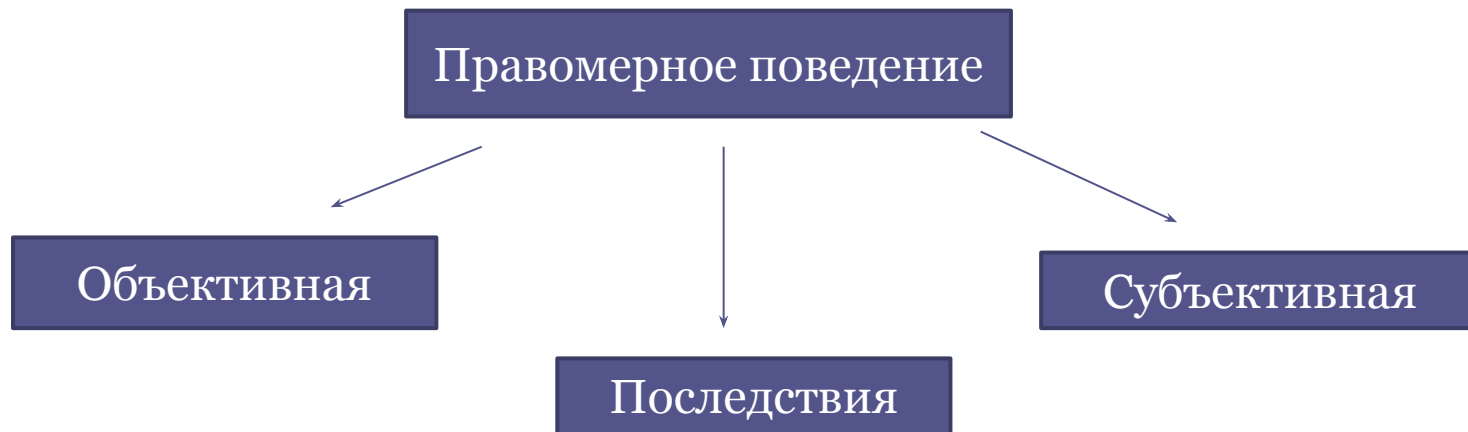 Правомерное поведение
Объективная
Субъективная
Последствия